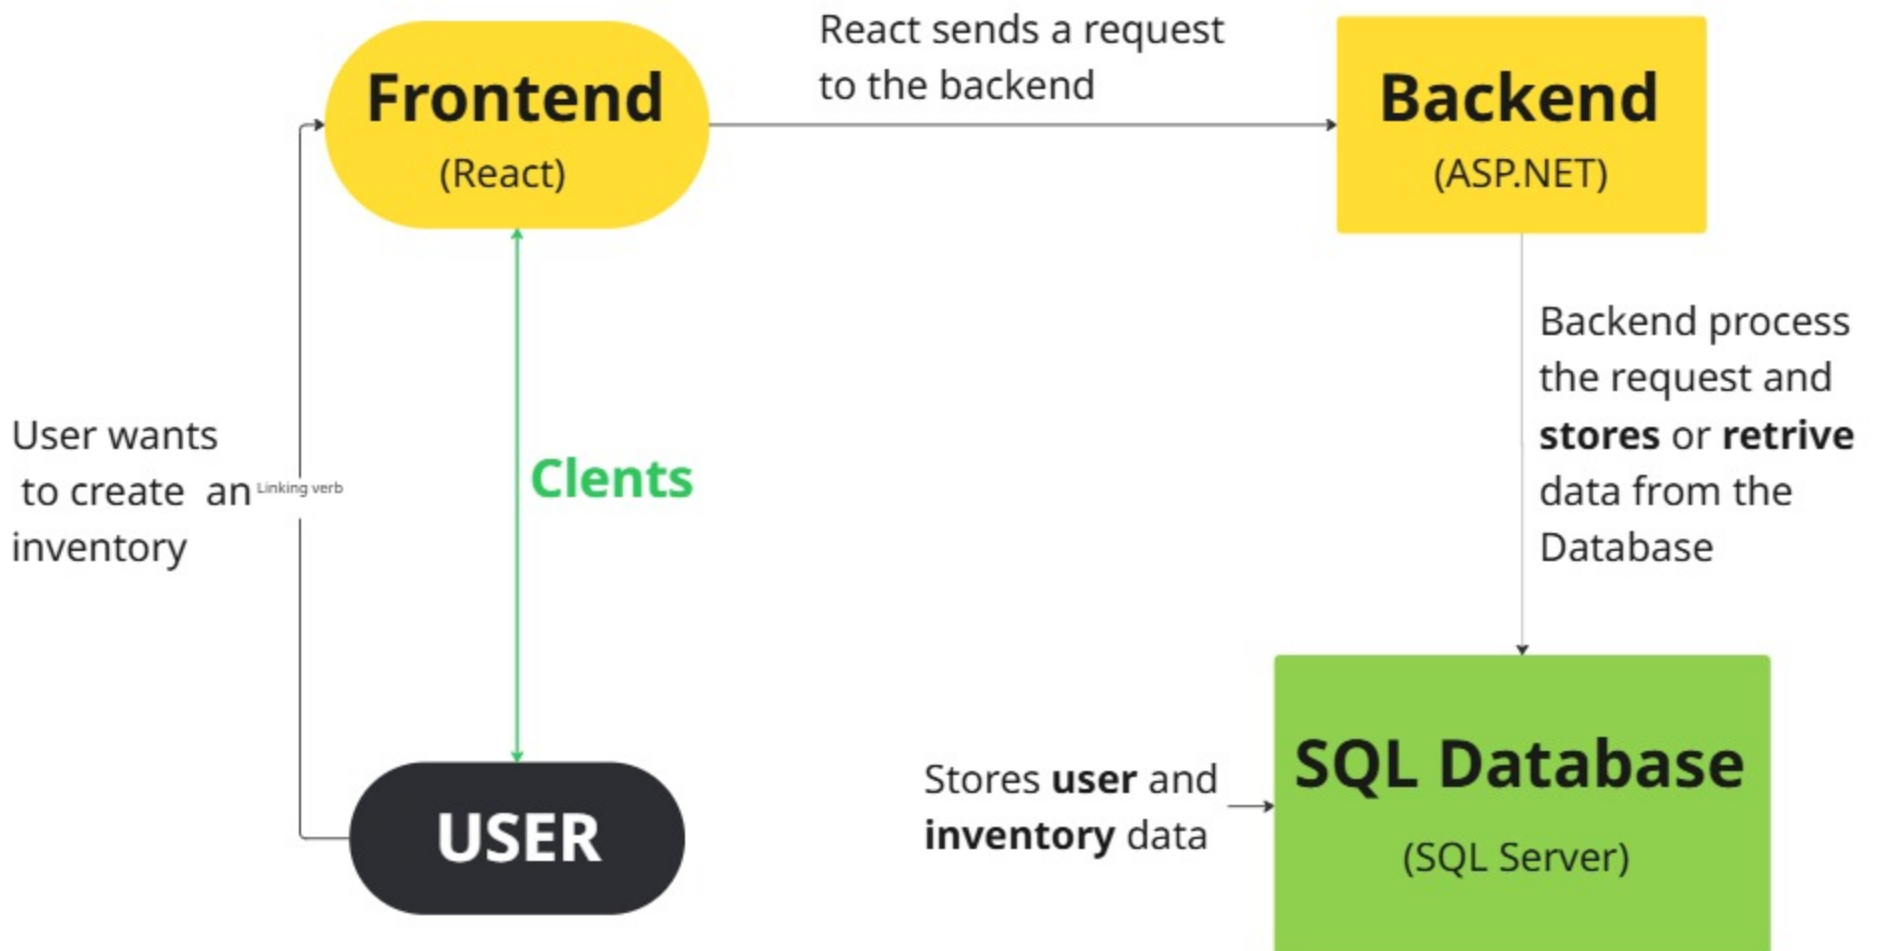 Frontend
(React)
React sends a request
to the backend
Backend
(ASP.NET)
User wants
to create  an
inventory
Linking verb
Clents
Backend process
the request and
stores or retrive
data from the
Database
USER
Stores user and
inventory data
SQL Database
(SQL Server)